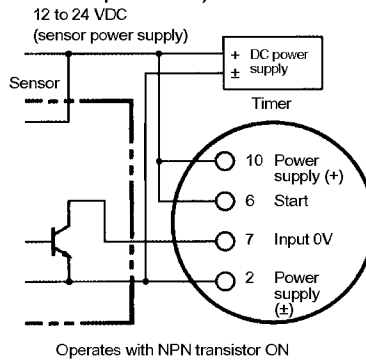 12 to 24 VDC
(sensor power supply)
+ DC power
± supply
Sensor
Timer
10 Power
supply (+)
6 Start
7 Input 0V
2 Power
supply
(±)
Operates with NPN transistor ON